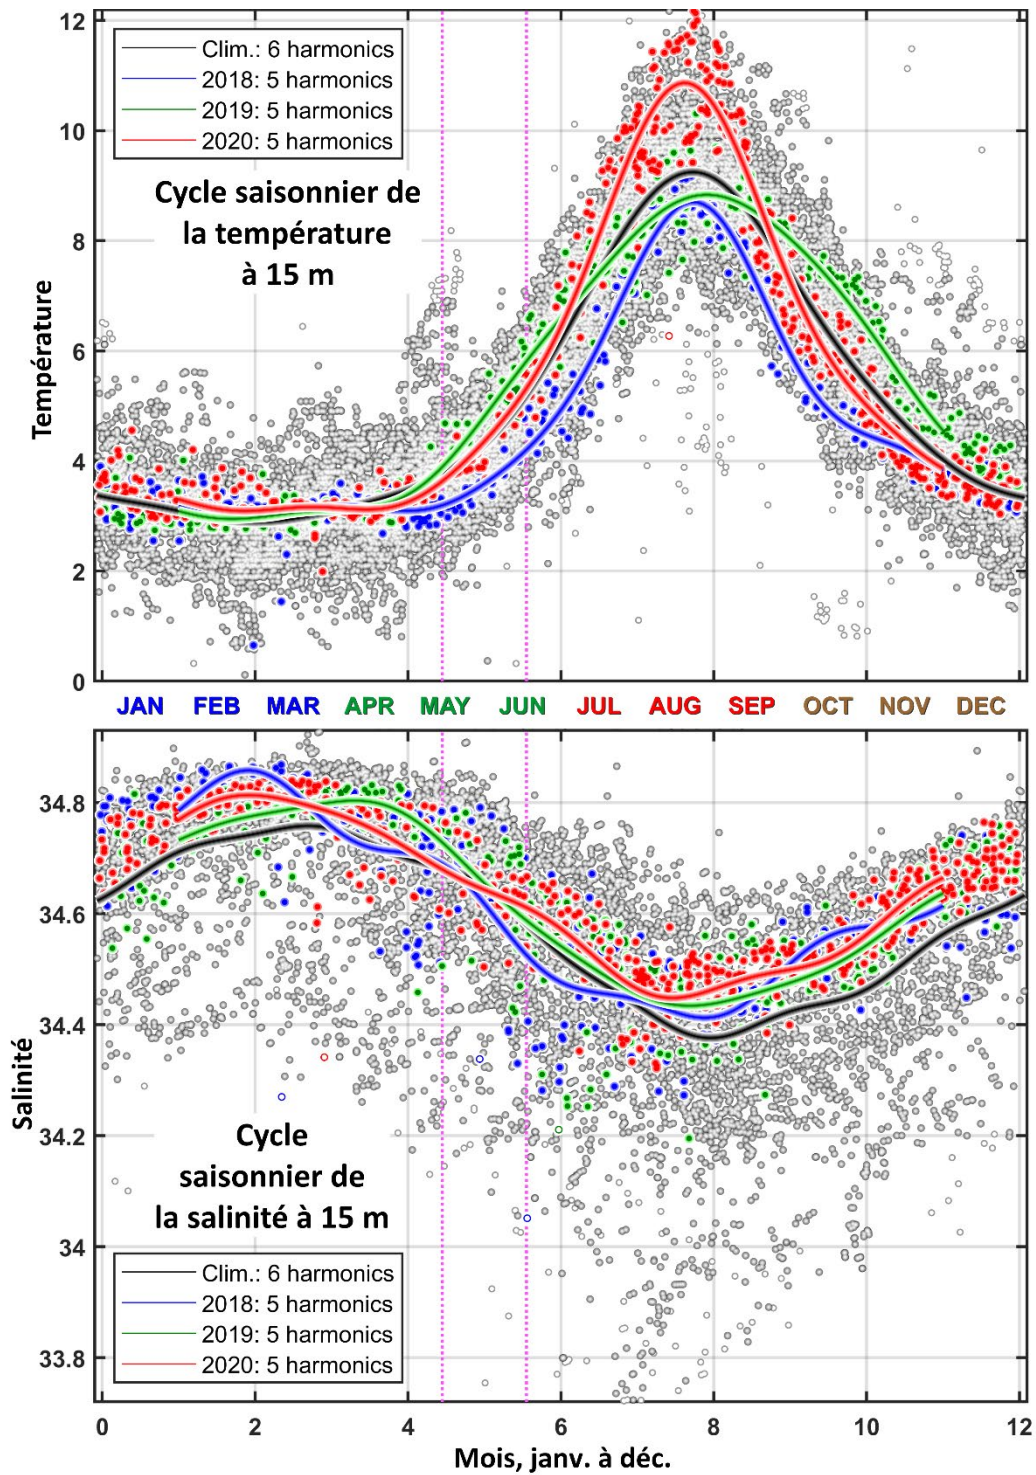 12
10
8
6
4
2
0
Température
Clim.: 6 harmonics
2018: 5 harmonics
2019: 5 harmonics
2020: 5 harmonics
Cycle saisonnier de
la température
à 15 m
JAN FEB MAR APR MAY JUN JUL AUG SEP OCT NOV DEC
34.8
34.6
34.4
34.2
34
33.8
Salinité
Cycle
saisonnier de
la salinité à 15 m
Clim.: 6 harmonics
2018: 5 harmonics
2019: 5 harmonics
2020: 5 harmonics
0 2 4 6 8 10 12
Mois, janv. à déc.